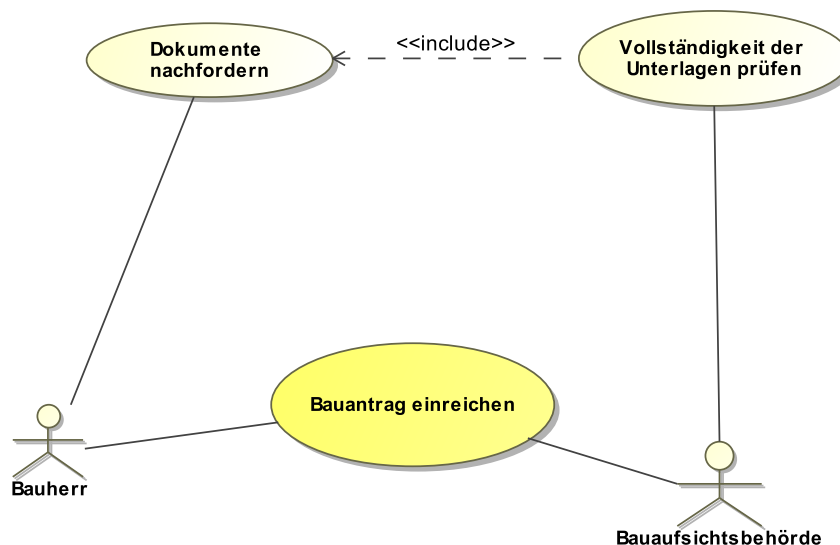 Dokumente
nachfordern
<<include>>
Vollständigkeit der
Unterlagen prüfen
Bauantrag einreichen
Bauherr
Bauaufsichtsbehörde